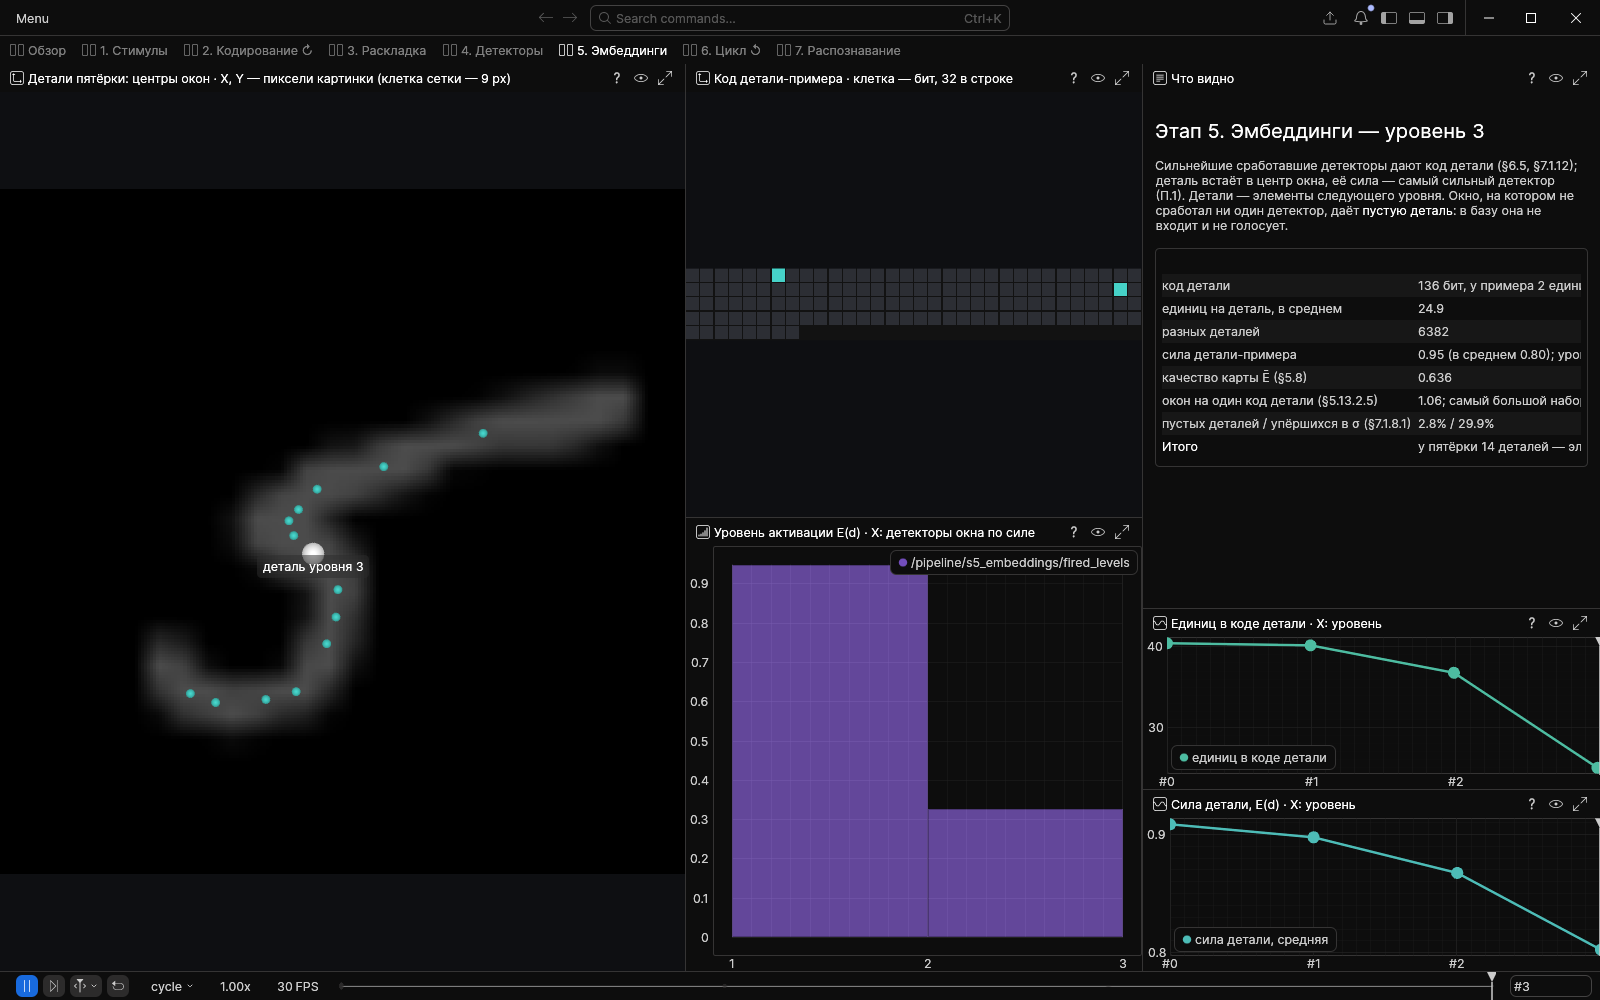 Menu
Search commands...
Ctrl+K
Обзор
1. Стимулы
2. Кодирование
3. Раскладка
4. Детекторы
5. Эмбеддинги
6. Цикл
7. Распознавание
Детали пятёрки: центры окон · X, Y — пиксели картинки (клетка сетки — 9 px)
?
деталь уровня 3
Код детали-примера · клетка — бит, 32 в строке
?
Уровень активации E(d) · X: детекторы окна по силе
?
/pipeline/s5_embeddings/fired_levels
0.9
0.8
0.7
0.6
0.5
0.4
0.3
0.2
0.1
0
1
2
3
Что видно
?
Этап 5. Эмбеддинги — уровень 3
Сильнейшие сработавшие детекторы дают код детали (§6.5, §7.1.12);
деталь встаёт в центр окна, её сила — самый сильный детектор
(П.1). Детали — элементы следующего уровня. Окно, на котором не
сработал ни один детектор, даёт пустую деталь: в базу она не
входит и не голосует.
код детали 136 бит, у примера 2 един
единиц на деталь, в среднем 24.9
разных деталей 6382
сила детали-примера 0.95 (в среднем 0.80); уро
качество карты Ē (§5.8) 0.636
окон на один код детали (§5.13.2.5) 1.06; самый большой набо
пустых деталей / упёршихся в σ (§7.1.8.1) 2.8% / 29.9%
Итого у пятёрки 14 деталей — эл
Единиц в коде детали · X: уровень
?
40
30
единиц в коде детали
#0
#1
#2
Сила детали, E(d) · X: уровень
?
0.9
0.8
сила детали, средняя
#0
#1
#2
cycle
1.00x
30 FPS
#3